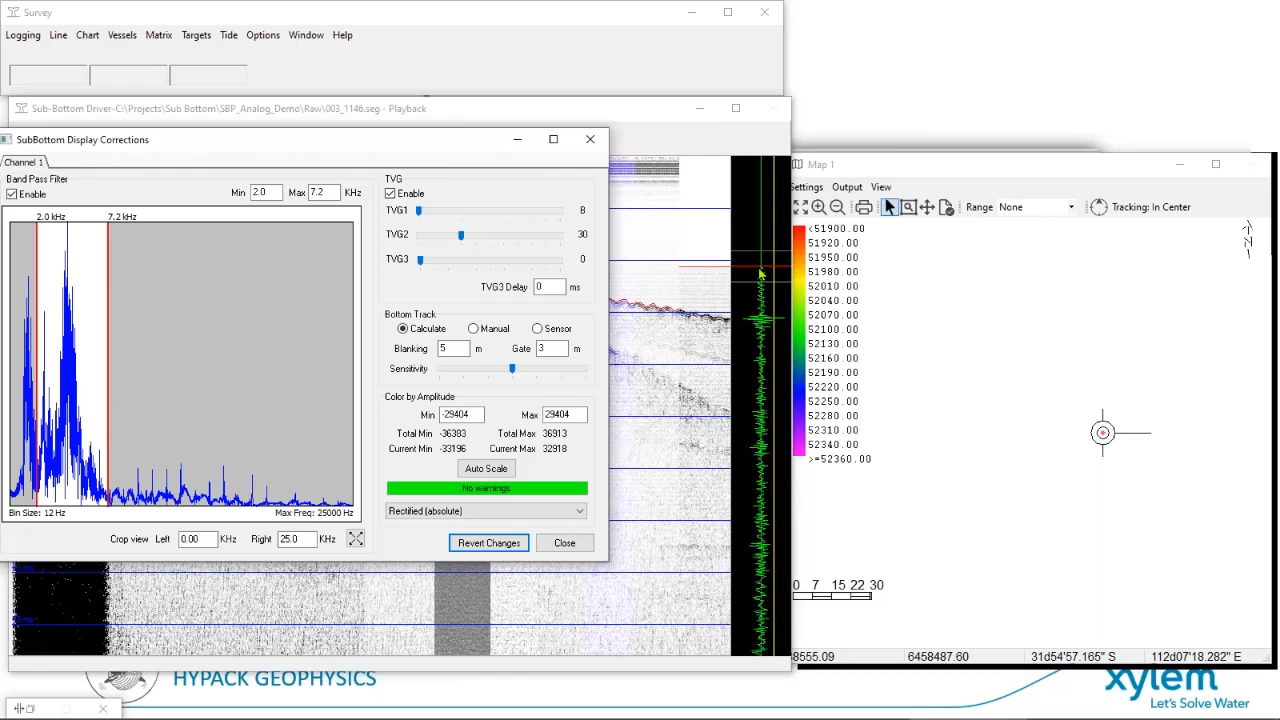 Survey
Logging Line Chart Vessels Matrix Targets Tide Options Window Help
Sub-Bottom Driver-C:\Projects\Sub Bottom\SBP_Analog_Demo\Raw\003_1146.seg - Playback
SubBottom Display Corrections
Channel 1
Band Pass Filter
Enable
Min 2.0 Max 7.2
2.0 kHz 7.2 kHz
Bin Size: 12 Hz Max Freq: 25000 Hz
Crop view Left 0.00 KHz Right 25.0 KHz
TVG
Enable
TVG1 8
TVG2 30
TVG3 0
TVG3 Delay 0 ms
Bottom Track
Calculate Sensor
Blanking 5 m Gate 3 m
Sensitivity
Color by Amplitude
Min -29404 Max 29404
Total Min -36383 Total Max 36913
Current Min -33196 Current Max 32918
Auto Scale
No warnings
Rectified (absolute)
Revert Changes Close
Map 1
Settings Output View
Range None Tracking: In Center
<51900.00
51920.00
51950.00
51980.00
52010.00
52040.00
52070.00
52100.00
52130.00
52160.00
52190.00
52220.00
52250.00
52280.00
52310.00
52340.00
>=52360.00
N
0 7 15 22 30
8555.09 6458487.60 31d54'57.165" S 112d07'18.282" E
HYPACK GEOPHYSICS
xylem
Let's Solve Water